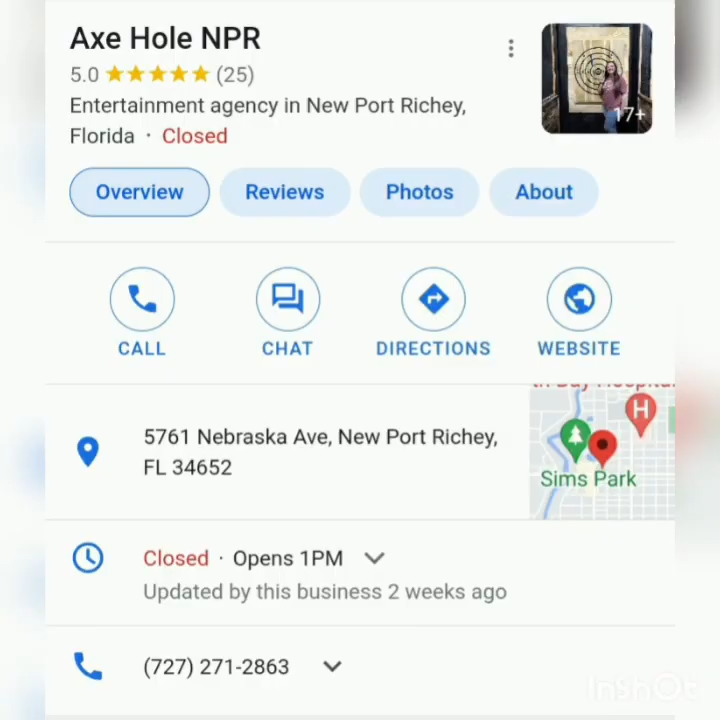 Axe Hole NPR
5.0 ★★★★★ (25)
Entertainment agency in New Port Richey,
Florida · Closed
17+
Overview Reviews Photos About
CALL CHAT DIRECTIONS WEBSITE
5761 Nebraska Ave, New Port Richey,
FL 34652
H
Sims Park
Closed · Opens 1PM
Updated by this business 2 weeks ago
(727) 271-2863
InShOt